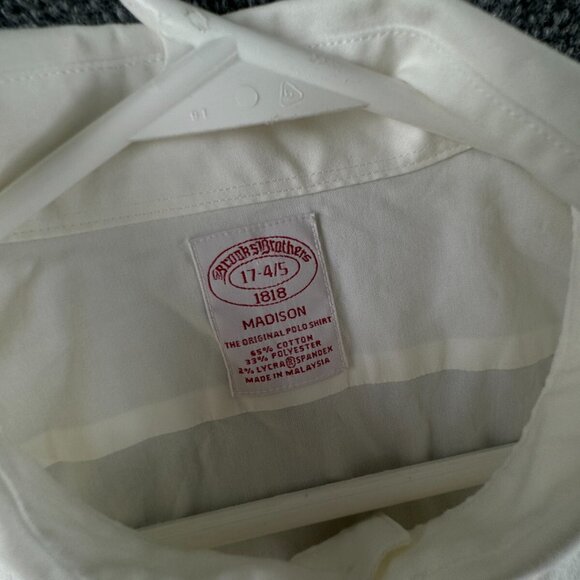 Brooks Brothers
17-4/5
1818
MADISON
THE ORIGINAL POLO SHIRT
65% COTTON
33% POLYESTER
2% LYCRA® SPANDEX
MADE IN MALAYSIA